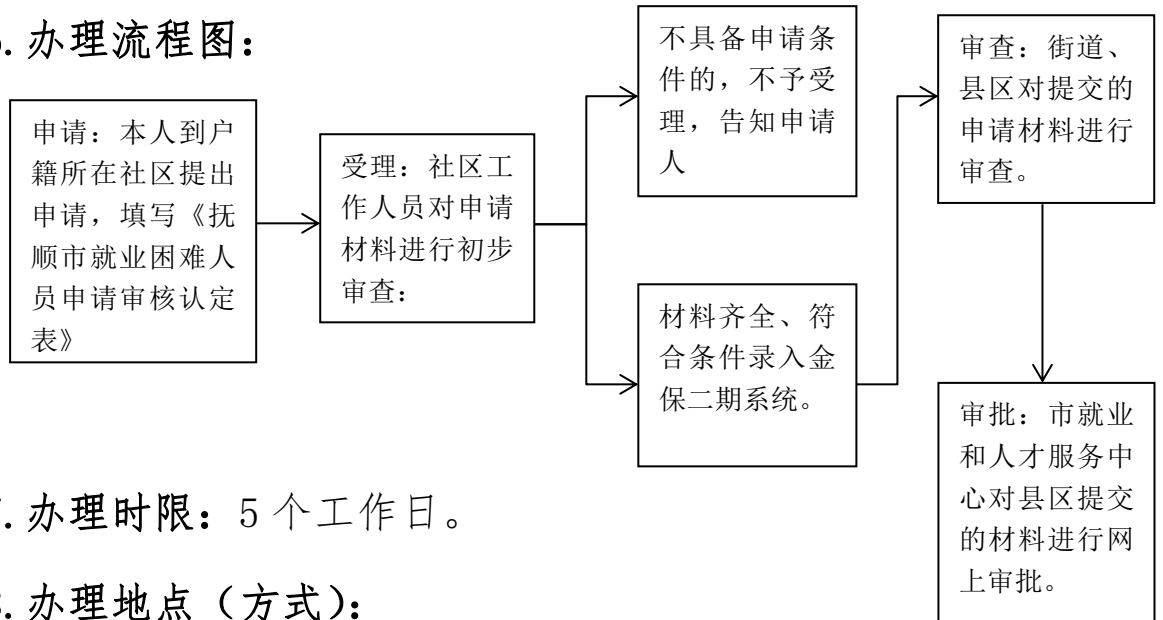 .办理流程图：
申请：本人到户
籍所在社区提出
申请，填写《抚
顺市就业困难人
员申请审核认定
表》
受理：社区工
作人员对申请
材料进行初步
审查：
不具备申请条
件的，不予受
理，告知申请
人
材料齐全、符
合条件录入金
保二期系统。
审查：街道、
县区对提交的
申请材料进行
审查。
审批：市就业
和人才服务中
心对县区提交
的材料进行网
上审批。
.办理时限：5个工作日。
.办理地点（方式）：